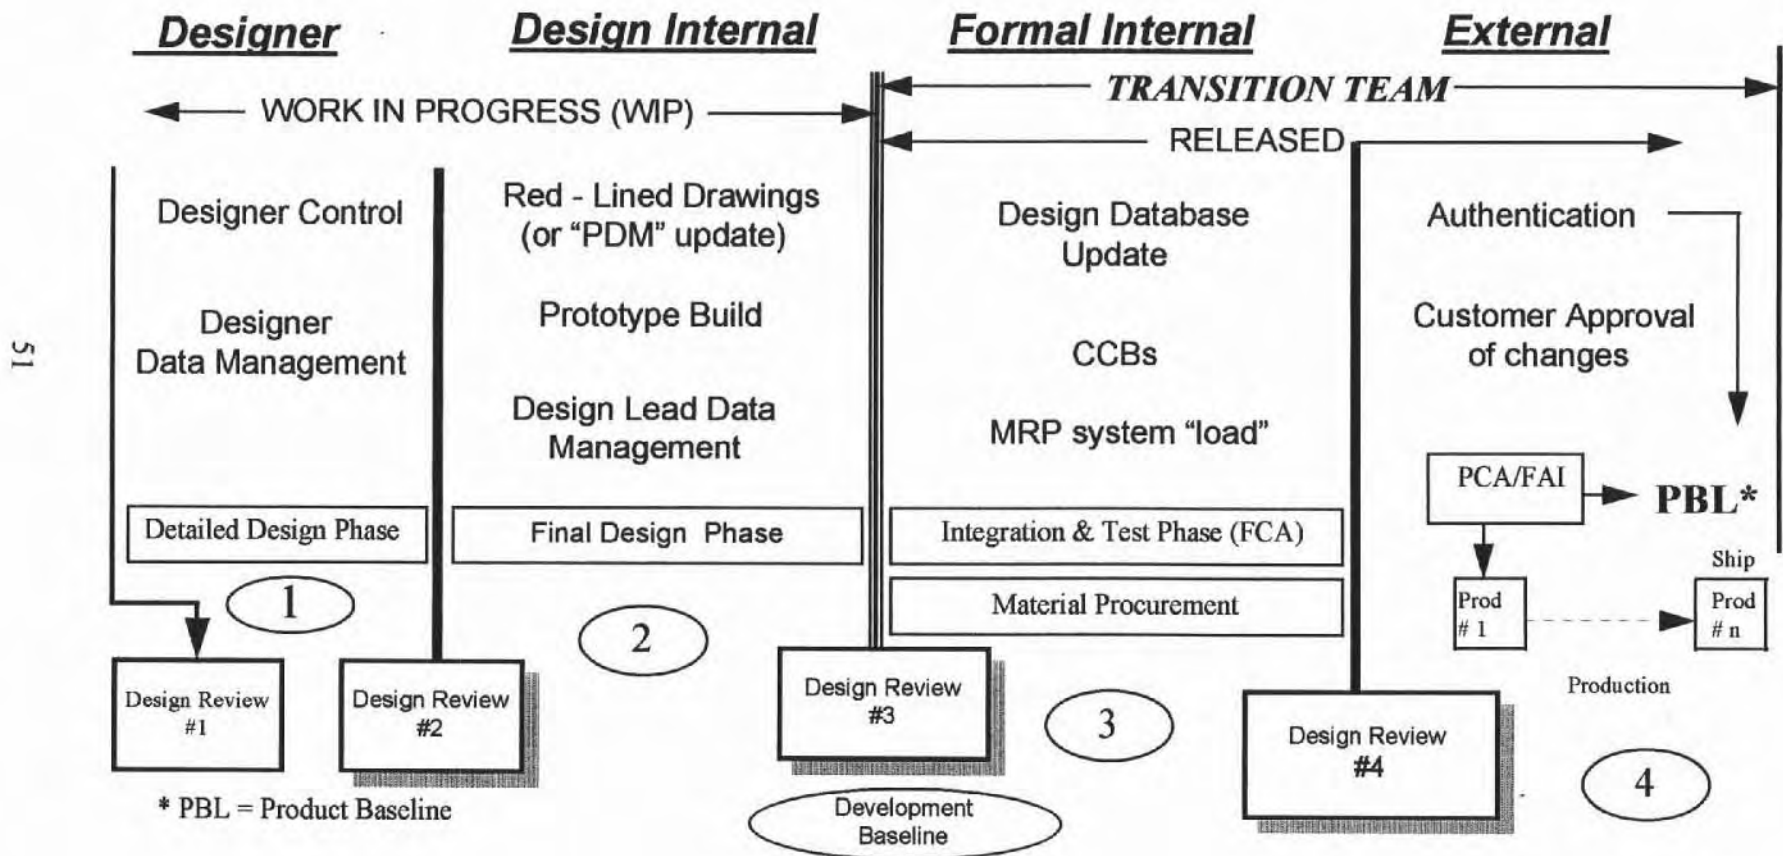 Designer
Design Internal
Formal Internal
External
TRANSITION TEAM
WORK IN PROGRESS (WIP)
RELEASED
Designer Control
Designer
Data Management
Red - Lined Drawings
(or “PDM” update)
Prototype Build
Design Lead Data
Management
Design Database
Update
CCBs
MRP system “load”
Authentication
Customer Approval
of changes
PCA/FAI
PBL*
51
Detailed Design Phase
Final Design Phase
Integration & Test Phase (FCA)
Material Procurement
Ship
Prod
# 1
Prod
# n
Production
1
2
3
4
Design Review
#1
Design Review
#2
Design Review
#3
Design Review
#4
* PBL = Product Baseline
Development
Baseline